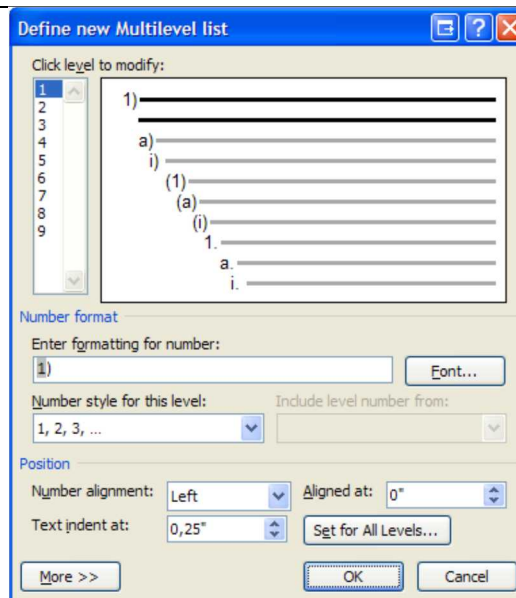 Define new Multilevel list
Click level to modify:
1
2
3
4
5
6
7
8
9
1)
a)
i)
(1)
(a)
(i)
1.
a.
i.
Number format
Enter formatting for number:
1)
Font...
Number style for this level:
Include level number from:
1, 2, 3, ...
Position
Number alignment:
Left
Aligned at:
0"
Text indent at:
0,25"
Set for All Levels...
More >>
OK
Cancel